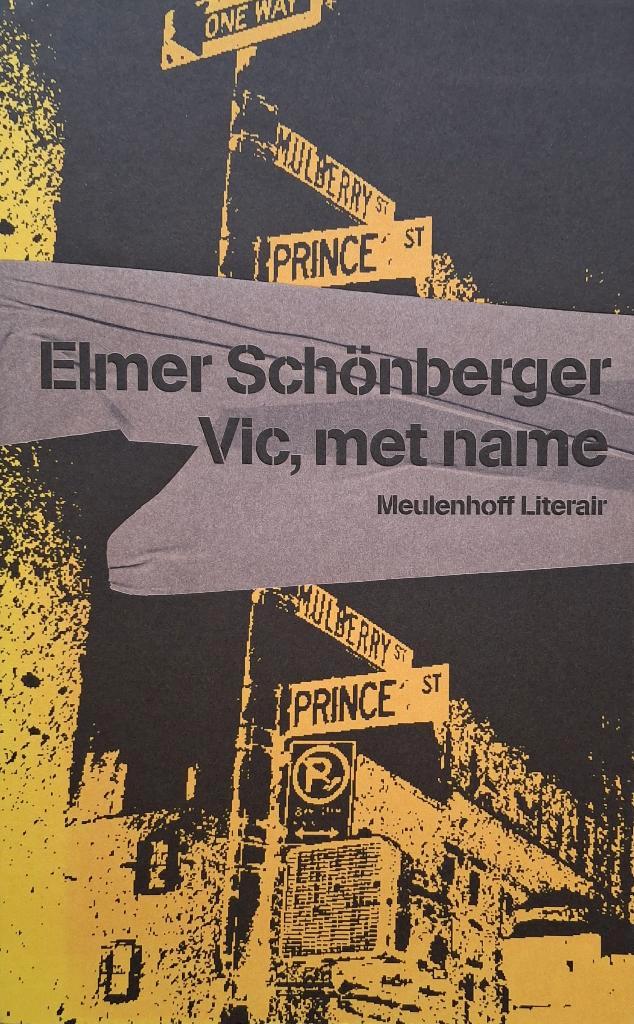 ONE WAY
MULBERRY ST
PRINCE ST
Elmer Schönberger
Vic, met name
Meulenhoff Literair
MULBERRY ST
PRINCE ST
P